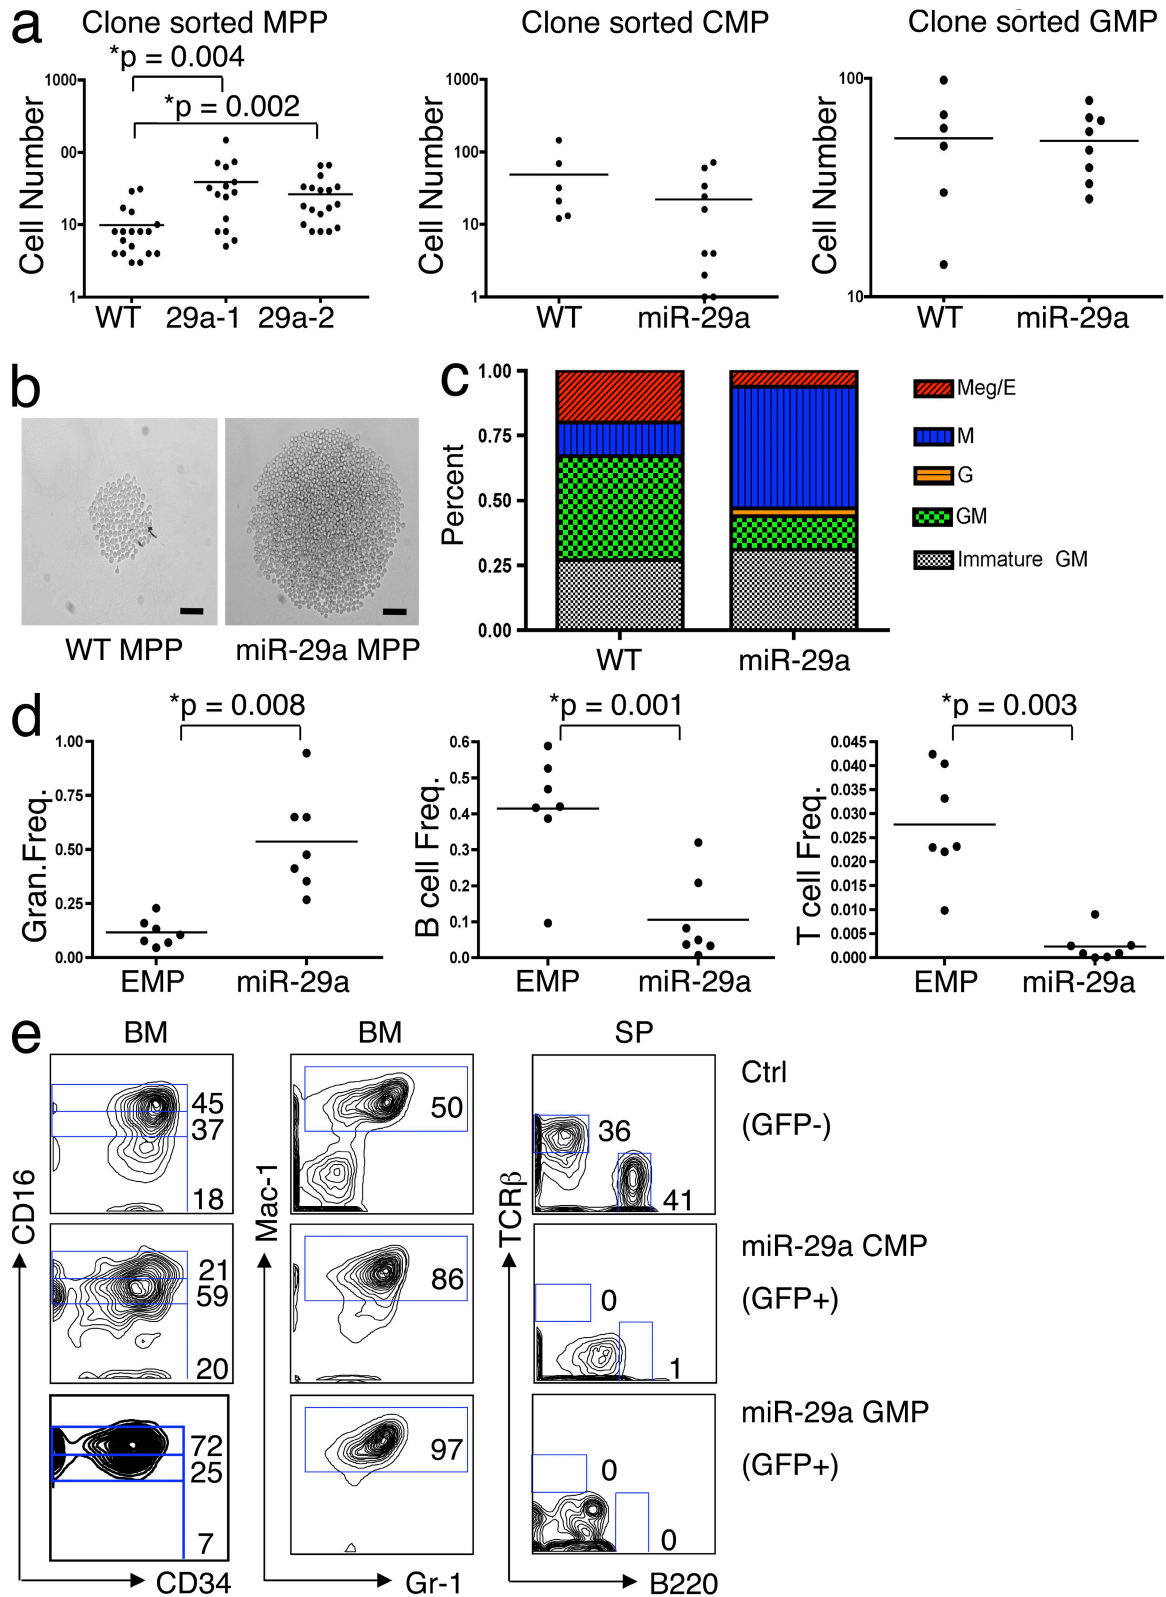 a
Clone sorted MPP
*p = 0.004
*p = 0.002
Cell Number
1000
00
10
1
WT 29a-1 29a-2
Clone sorted CMP
Cell Number
1000
100
10
1
WT miR-29a
Clone sorted GMP
Cell Number
100
10
WT miR-29a
b
WT MPP miR-29a MPP
c
Percent
1.00
0.75
0.50
0.25
0.00
WT miR-29a
Meg/E
M
G
GM
Immature GM
d
*p = 0.008
Gran.Freq.
1.00
0.75
0.50
0.25
0.00
EMP miR-29a
*p = 0.001
B cell Freq.
0.6
0.5
0.4
0.3
0.2
0.1
0.0
EMP miR-29a
*p = 0.003
T cell Freq.
0.045
0.040
0.035
0.030
0.025
0.020
0.015
0.010
0.005
0.000
EMP miR-29a
e
BM BM SP
45
37
18
50
36
41
Ctrl
(GFP-)
21
59
20
86
0
1
miR-29a CMP
(GFP+)
72
25
7
97
0
0
miR-29a GMP
(GFP+)
CD16
CD34
Mac-1
Gr-1
TCRβ
B220